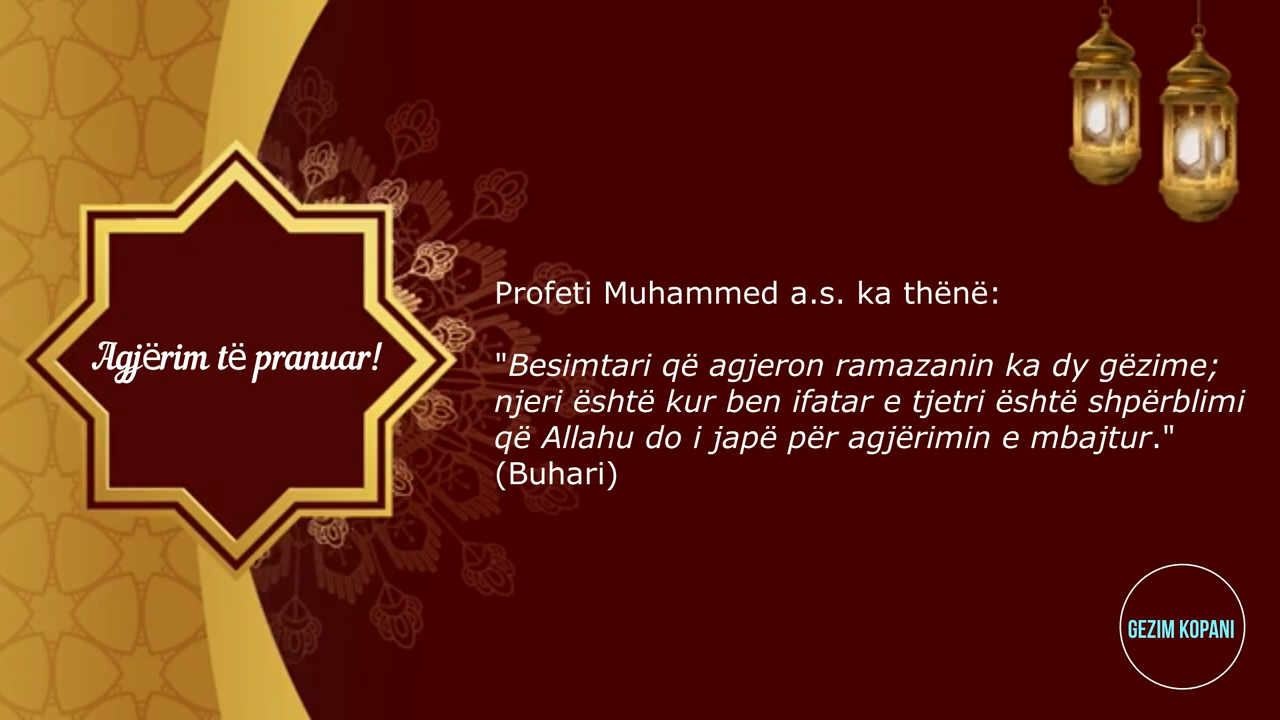 Agjërim të pranuar!
Profeti Muhammed a.s. ka thënë:
"Besimtari që agjeron ramazanin ka dy gëzime;
njeri është kur ben ifatar e tjetri është shpërblimi
që Allahu do i japë për agjërimin e mbajtur."
(Buhari)
GEZIM KOPANI